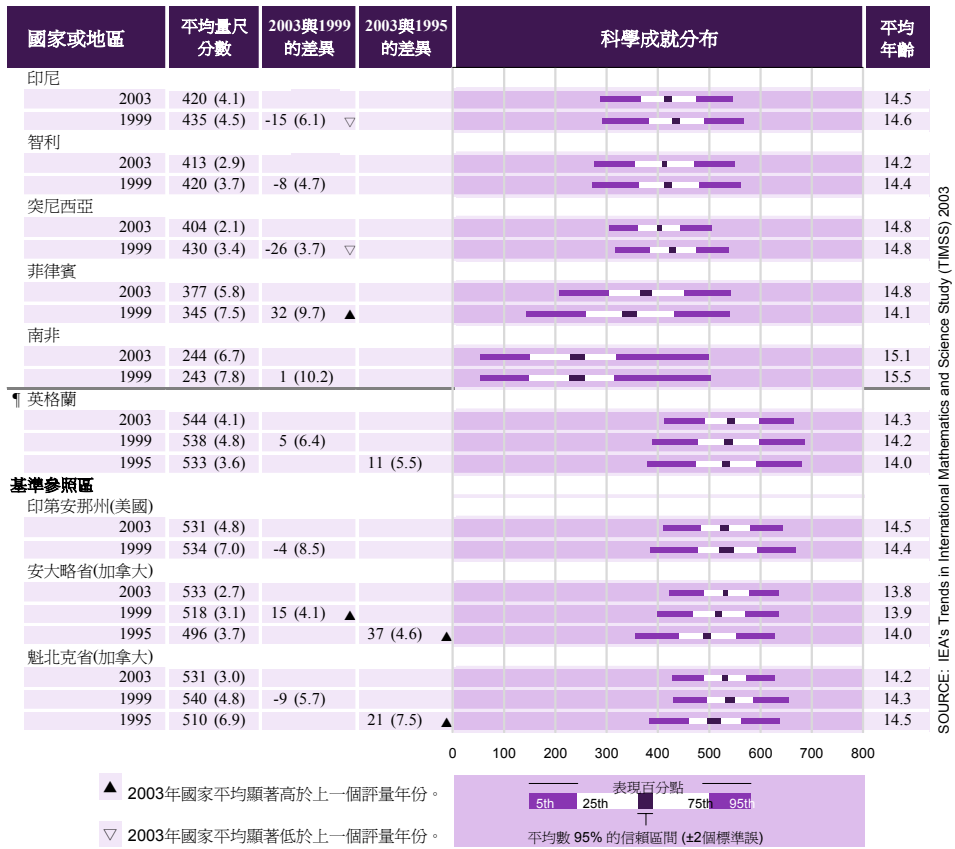 國家或地區 平均量尺分數 2003與1999的差異 2003與1995的差異 科學成就分布 平均年齡
印尼
2003 420 (4.1) 14.5
1999 435 (4.5) -15 (6.1) ▽ 14.6
智利
2003 413 (2.9) 14.2
1999 420 (3.7) -8 (4.7) 14.4
突尼西亞
2003 404 (2.1) 14.8
1999 430 (3.4) -26 (3.7) ▽ 14.8
菲律賓
2003 377 (5.8) 14.8
1999 345 (7.5) 32 (9.7) ▲ 14.1
南非
2003 244 (6.7) 15.1
1999 243 (7.8) 1 (10.2) 15.5
¶ 英格蘭
2003 544 (4.1) 14.3
1999 538 (4.8) 5 (6.4) 14.2
1995 533 (3.6) 11 (5.5) 14.0
基準參照區
印第安那州(美國)
2003 531 (4.8) 14.5
1999 534 (7.0) -4 (8.5) 14.4
安大略省(加拿大)
2003 533 (2.7) 13.8
1999 518 (3.1) 15 (4.1) ▲ 13.9
1995 496 (3.7) 37 (4.6) ▲ 14.0
魁北克省(加拿大)
2003 531 (3.0) 14.2
1999 540 (4.8) -9 (5.7) 14.3
1995 510 (6.9) 21 (7.5) ▲ 14.5
0 100 200 300 400 500 600 700 800
▲ 2003年國家平均顯著高於上一個評量年份。
▽ 2003年國家平均顯著低於上一個評量年份。
表現百分點
5th 25th 75th 95th
平均數 95% 的信賴區間 (±2個標準誤)
SOURCE: IEA's Trends in International Mathematics and Science Study (TIMSS) 2003